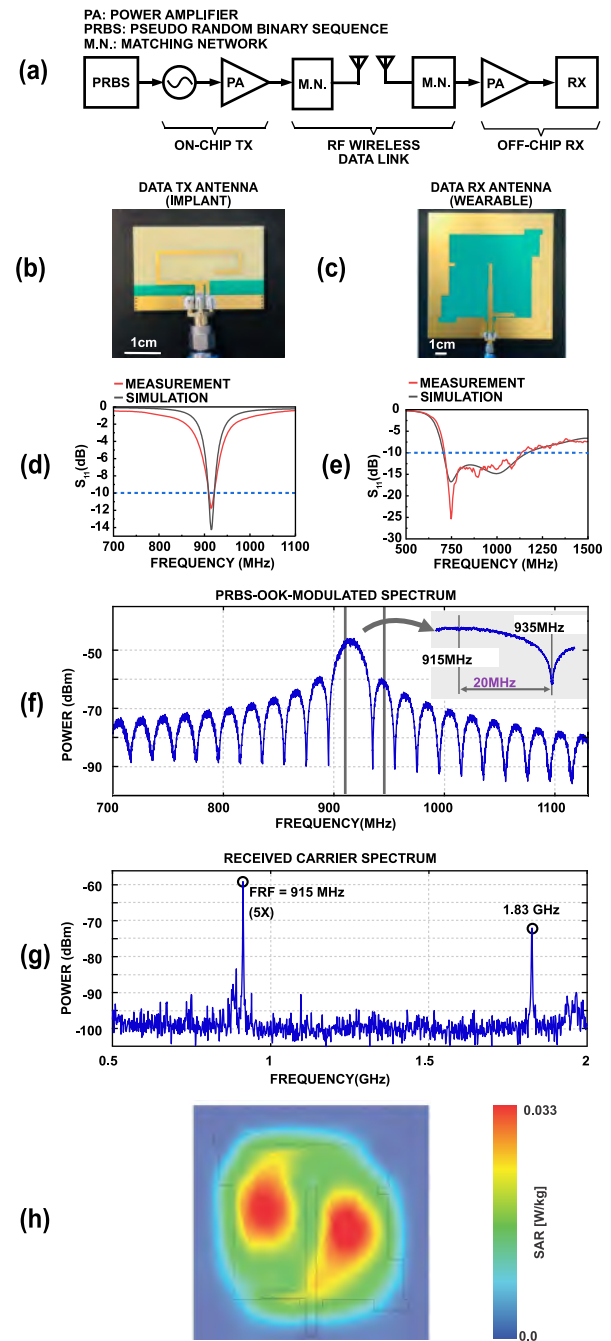 PA: POWER AMPLIFIER
PRBS: PSEUDO RANDOM BINARY SEQUENCE
M.N.: MATCHING NETWORK
(a)
PRBS
PA
M.N.
M.N.
PA
RX
ON-CHIP TX
RF WIRELESS
DATA LINK
OFF-CHIP RX
DATA TX ANTENNA
(IMPLANT)
DATA RX ANTENNA
(WEARABLE)
(b)
1cm
(c)
1cm
MEASUREMENT
SIMULATION
(d)
0
-2
-4
-6
-8
-10
-12
-14
S11(dB)
700 800 900 1000 1100
FREQUENCY (MHz)
MEASUREMENT
SIMULATION
(e)
0
-5
-10
-15
-20
-25
-30
S11(dB)
500 750 1000 1250 1500
FREQUENCY (MHz)
PRBS-OOK-MODULATED SPECTRUM
(f)
POWER (dBm)
-50
-70
-90
935MHz
915MHz
20MHz
700 800 900 1000 1100
FREQUENCY(MHz)
RECEIVED CARRIER SPECTRUM
(g)
POWER (dBm)
-60
-70
-80
-90
-100
FRF = 915 MHz
(5X)
1.83 GHz
0.5 1 1.5 2
FREQUENCY(GHz)
(h)
0.033
SAR [W/kg]
0.0